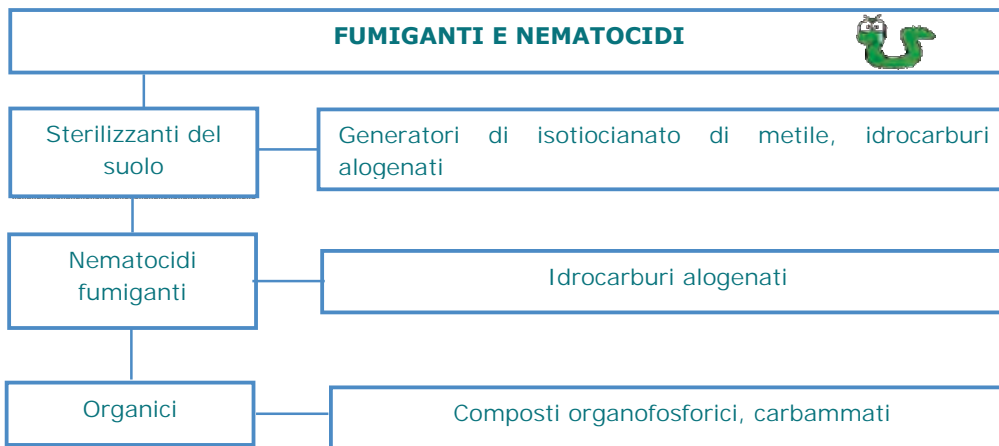 FUMIGANTI E NEMATOCIDI
Sterilizzanti del
suolo
Generatori di isotiocianato di metile, idrocarburi
alogenati
Nematocidi
fumiganti
Idrocarburi alogenati
Organici
Composti organofosforici, carbammati